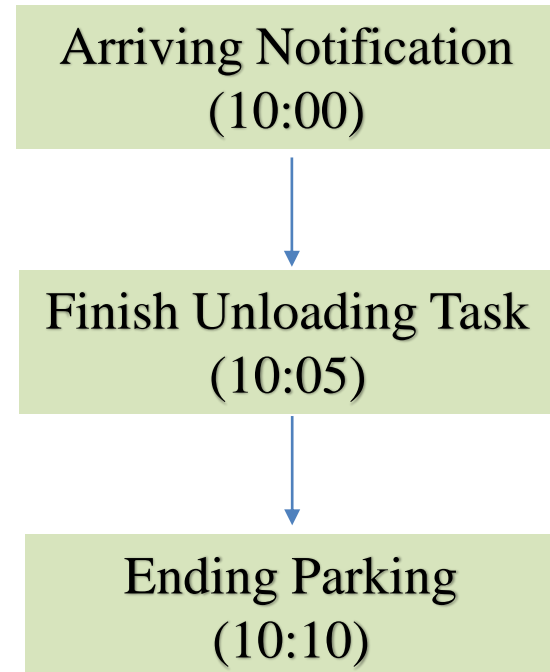 Arriving Notification
(10:00)
Finish Unloading Task
(10:05)
Ending Parking
(10:10)